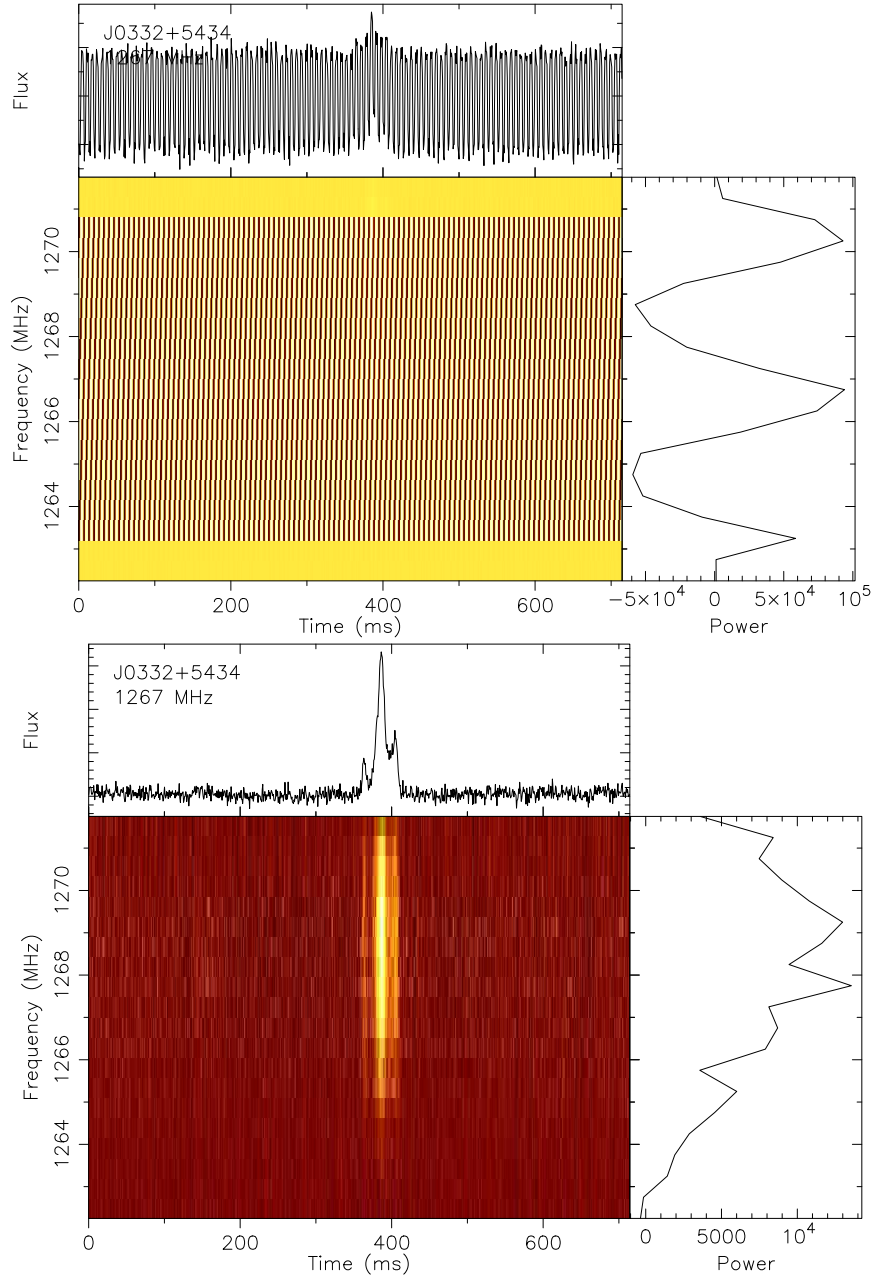 J0332+5434
1267 MHz
Flux
Frequency (MHz)
1270
1268
1266
1264
0 200 400 600
Time (ms)
−5×10⁴ 0 5×10⁴ 10⁵
Power
J0332+5434
1267 MHz
Flux
Frequency (MHz)
1270
1268
1266
1264
0 200 400 600
Time (ms)
0 5000 10⁴
Power